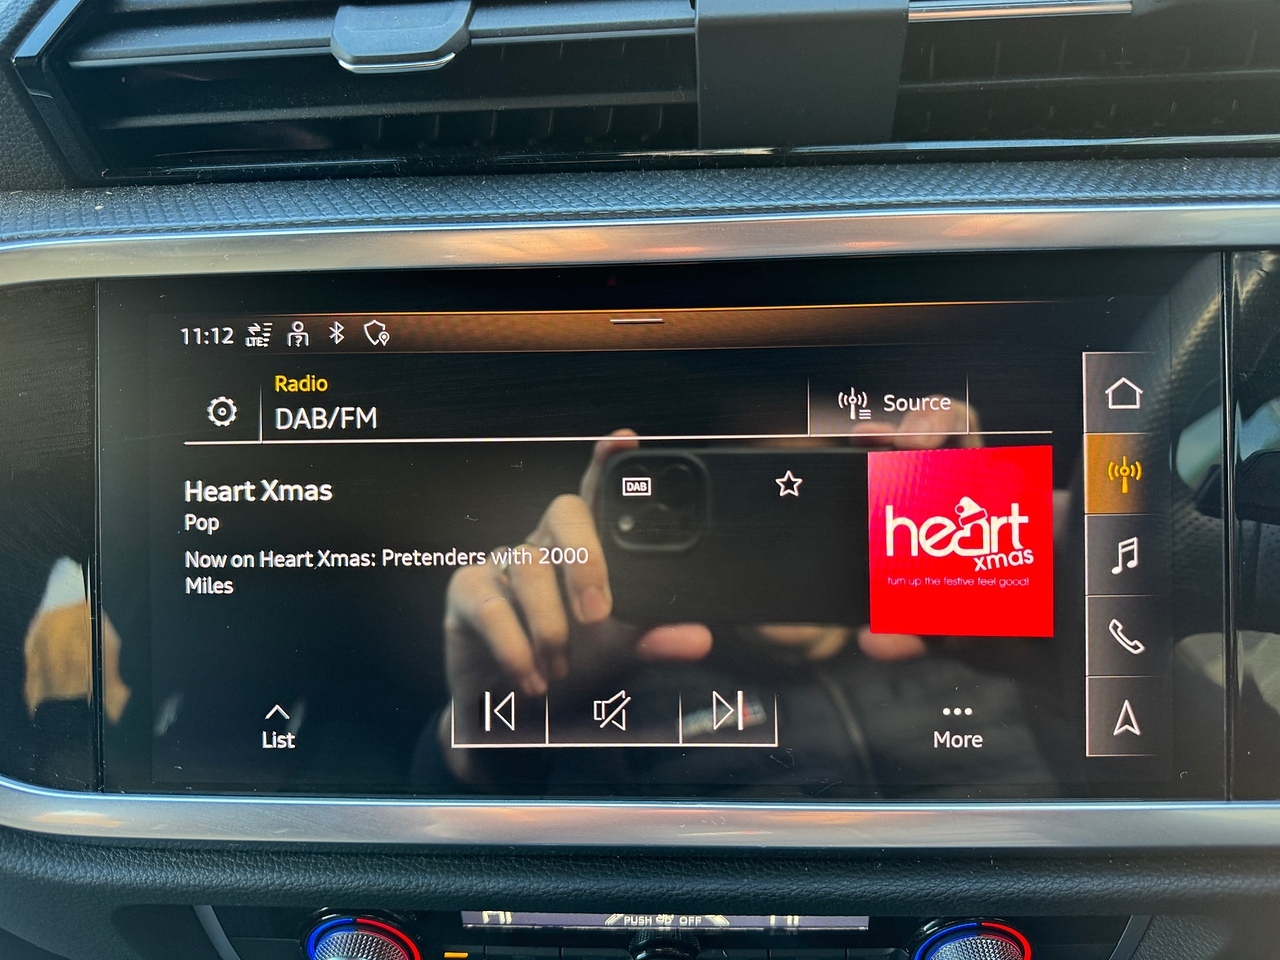 11:12
LTE
Radio
DAB/FM
Source
Heart Xmas
DAB
Pop
Now on Heart Xmas: Pretenders with 2000
Miles
heart
xmas
turn up the festive feel good!
List
More
PUSH
OFF